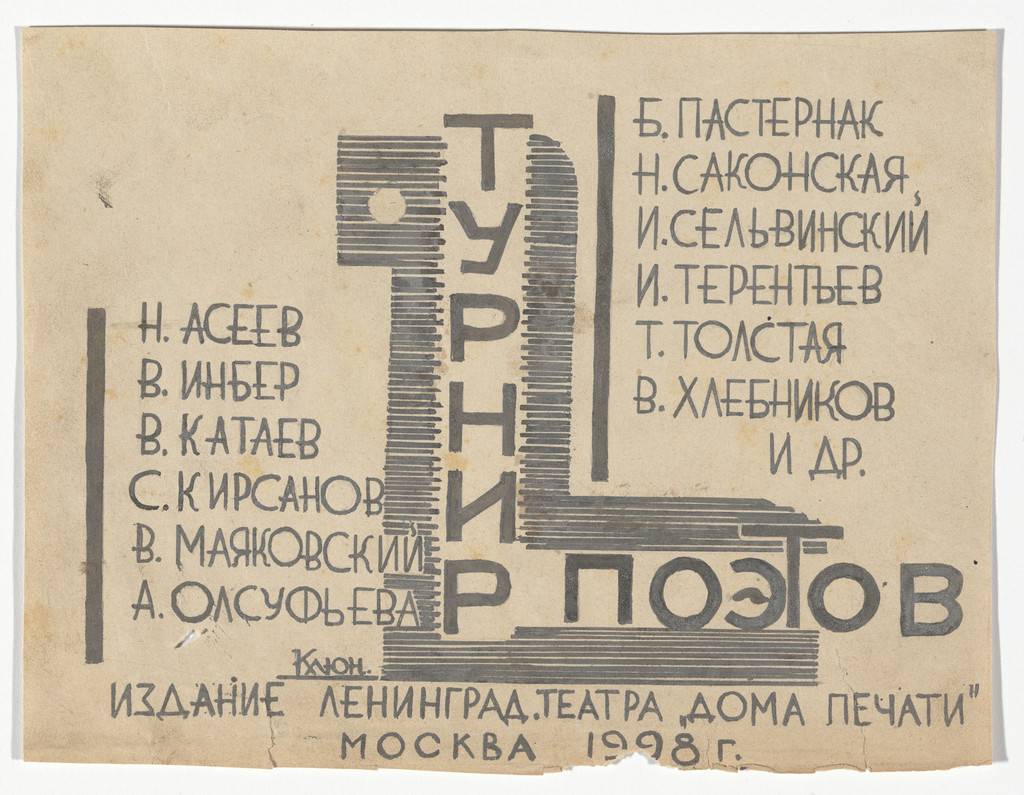 ТУРНИР
ПОЭТОВ
Н. АСЕЕВ
В. ИНБЕР
В. КАТАЕВ
С. КИРСАНОВ
В. МАЯКОВСКИЙ
А. ОЛСУФЬЕВА
Б. ПАСТЕРНАК
Н. САКОНСКАЯ
И. СЕЛЬВИНСКИЙ
И. ТЕРЕНТЬЕВ
Т. ТОЛСТАЯ
В. ХЛЕБНИКОВ
И ДР.
Клюн.
ИЗДАНИЕ ЛЕНИНГРАД. ТЕАТРА „ДОМА ПЕЧАТИ"
МОСКВА 1998 г.